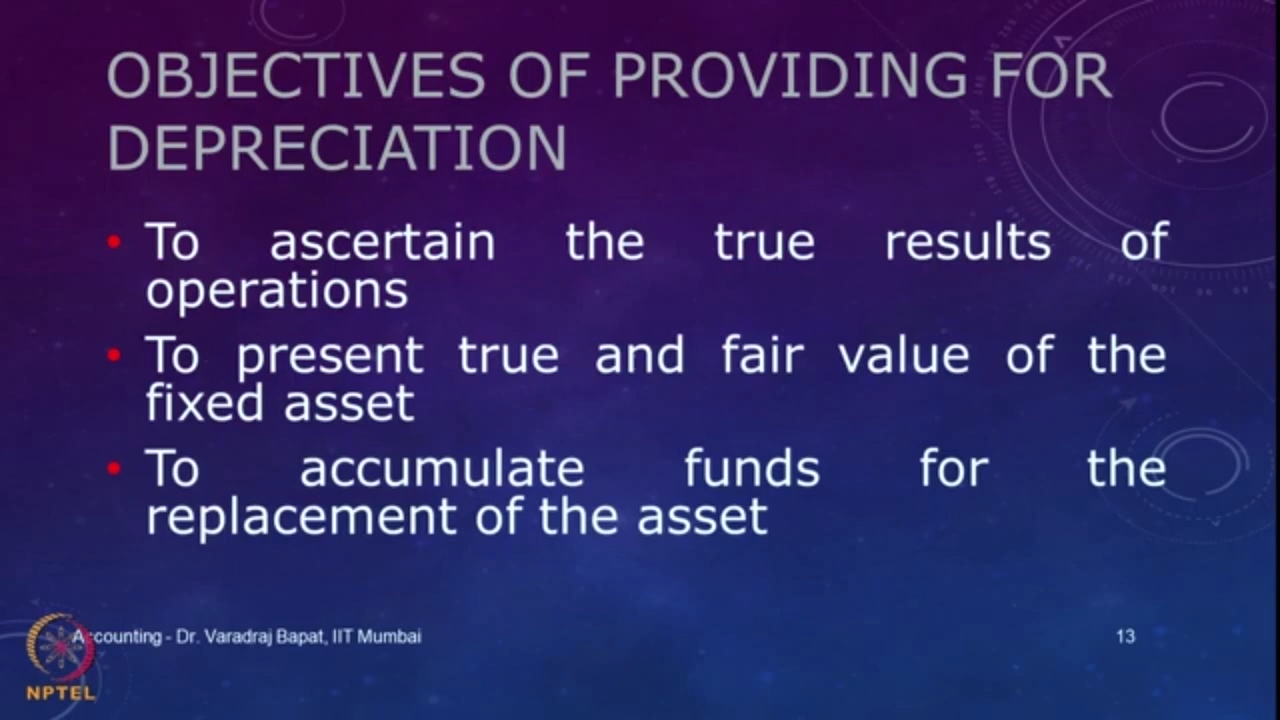 OBJECTIVES OF PROVIDING FOR
DEPRECIATION
• To ascertain the true results of
operations
• To present true and fair value of the
fixed asset
• To accumulate funds for the
replacement of the asset
Accounting - Dr. Varadraj Bapat, IIT Mumbai
13
NPTEL